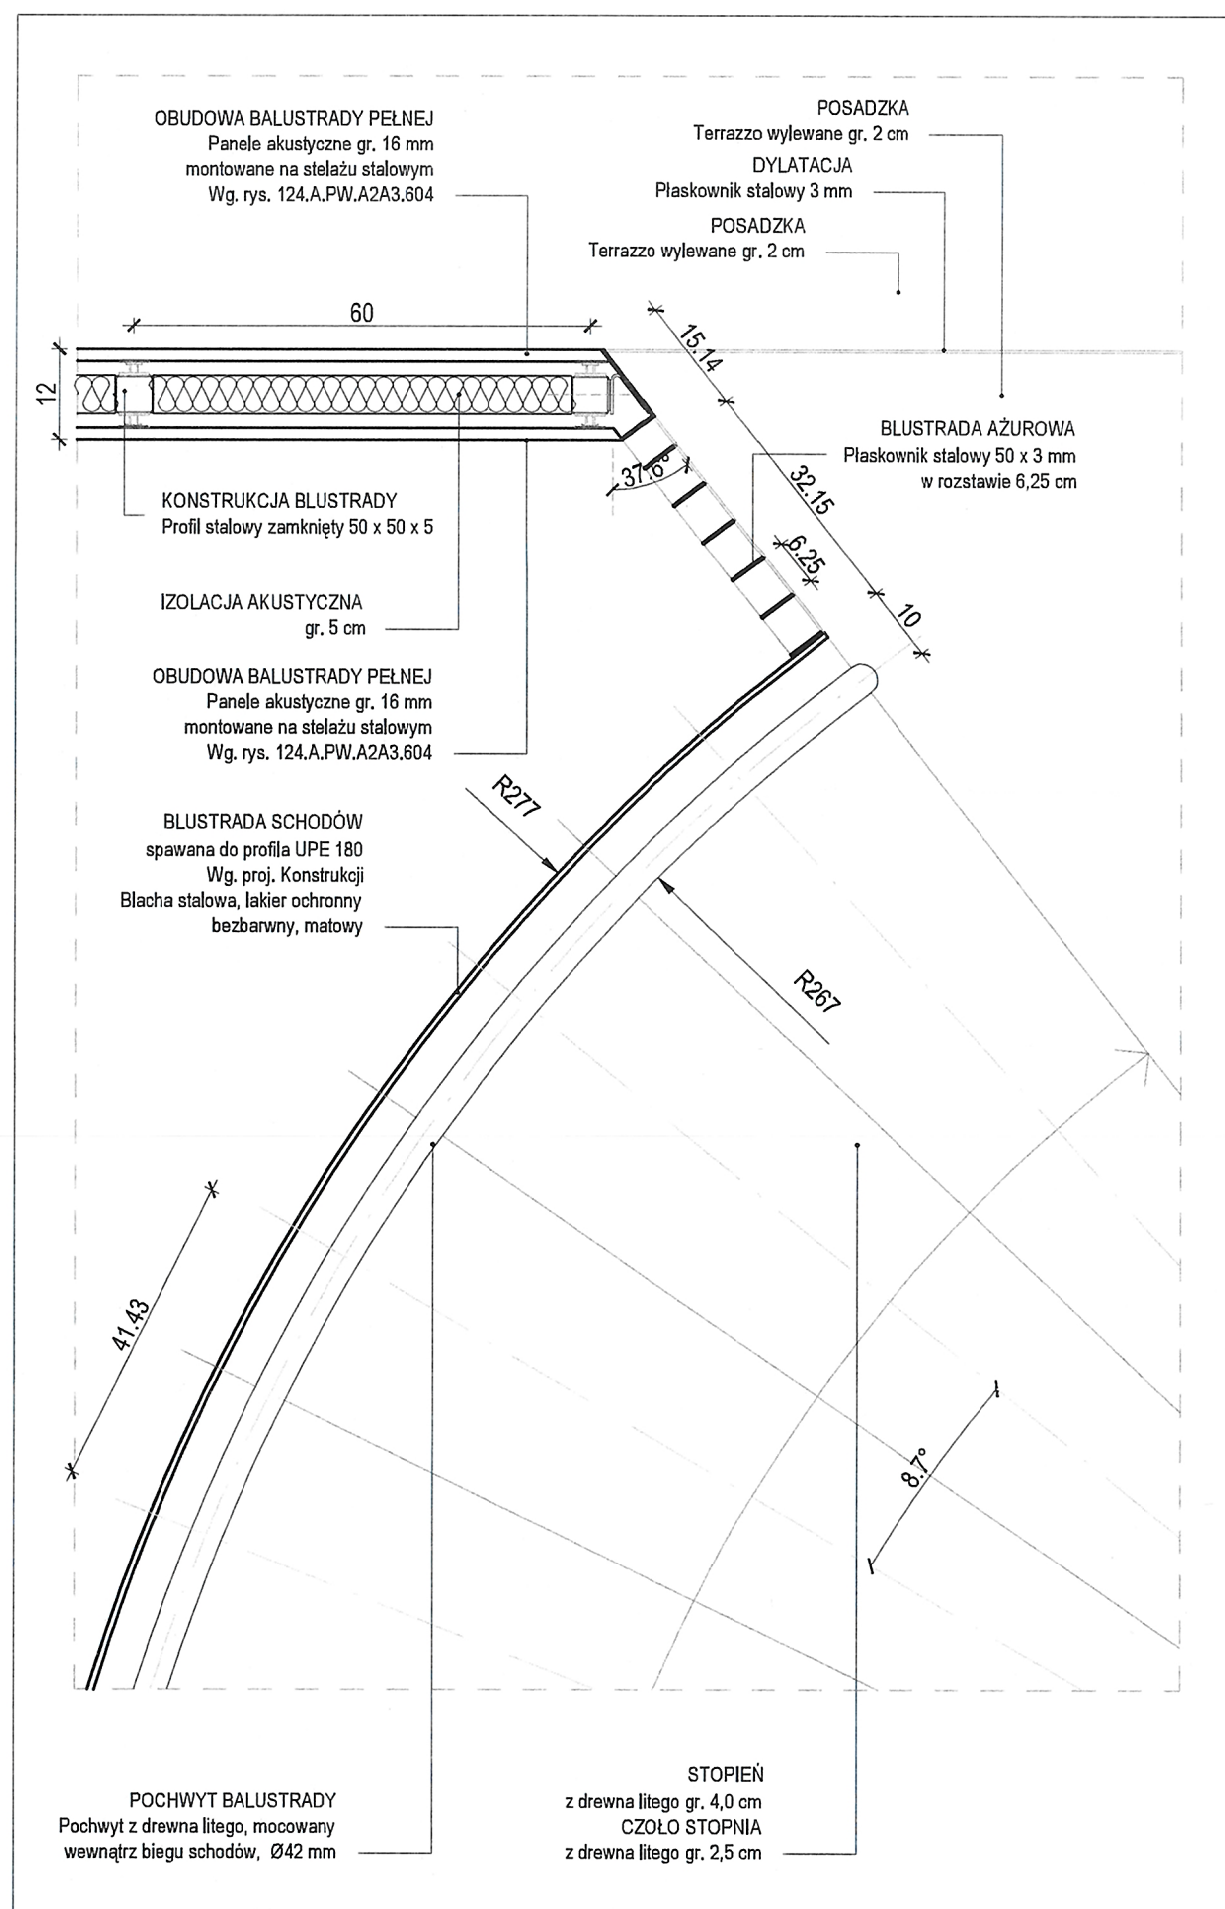 OBUDOWA BALUSTRADY PEŁNEJ
Panele akustyczne gr. 16 mm
montowane na stelażu stalowym
Wg. rys. 124.A.PW.A2A3.604
POSADZKA
Terrazzo wylewane gr. 2 cm
DYLATACJA
Płaskownik stalowy 3 mm
POSADZKA
Terrazzo wylewane gr. 2 cm
60
15.14
12
BLUSTRADA AŻUROWA
Płaskownik stalowy 50 x 3 mm
w rozstawie 6,25 cm
37.6°
32.15
6.25
10
KONSTRUKCJA BLUSTRADY
Profil stalowy zamknięty 50 x 50 x 5
IZOLACJA AKUSTYCZNA
gr. 5 cm
OBUDOWA BALUSTRADY PEŁNEJ
Panele akustyczne gr. 16 mm
montowane na stelażu stalowym
Wg. rys. 124.A.PW.A2A3.604
R277
BLUSTRADA SCHODÓW
spawana do profila UPE 180
Wg. proj. Konstrukcji
Blacha stalowa, lakier ochronny
bezbarwny, matowy
R267
41.43
8.7°
STOPIEŃ
z drewna litego gr. 4,0 cm
CZOŁO STOPNIA
z drewna litego gr. 2,5 cm
POCHWYT BALUSTRADY
Pochwyt z drewna litego, mocowany
wewnątrz biegu schodów, Ø42 mm